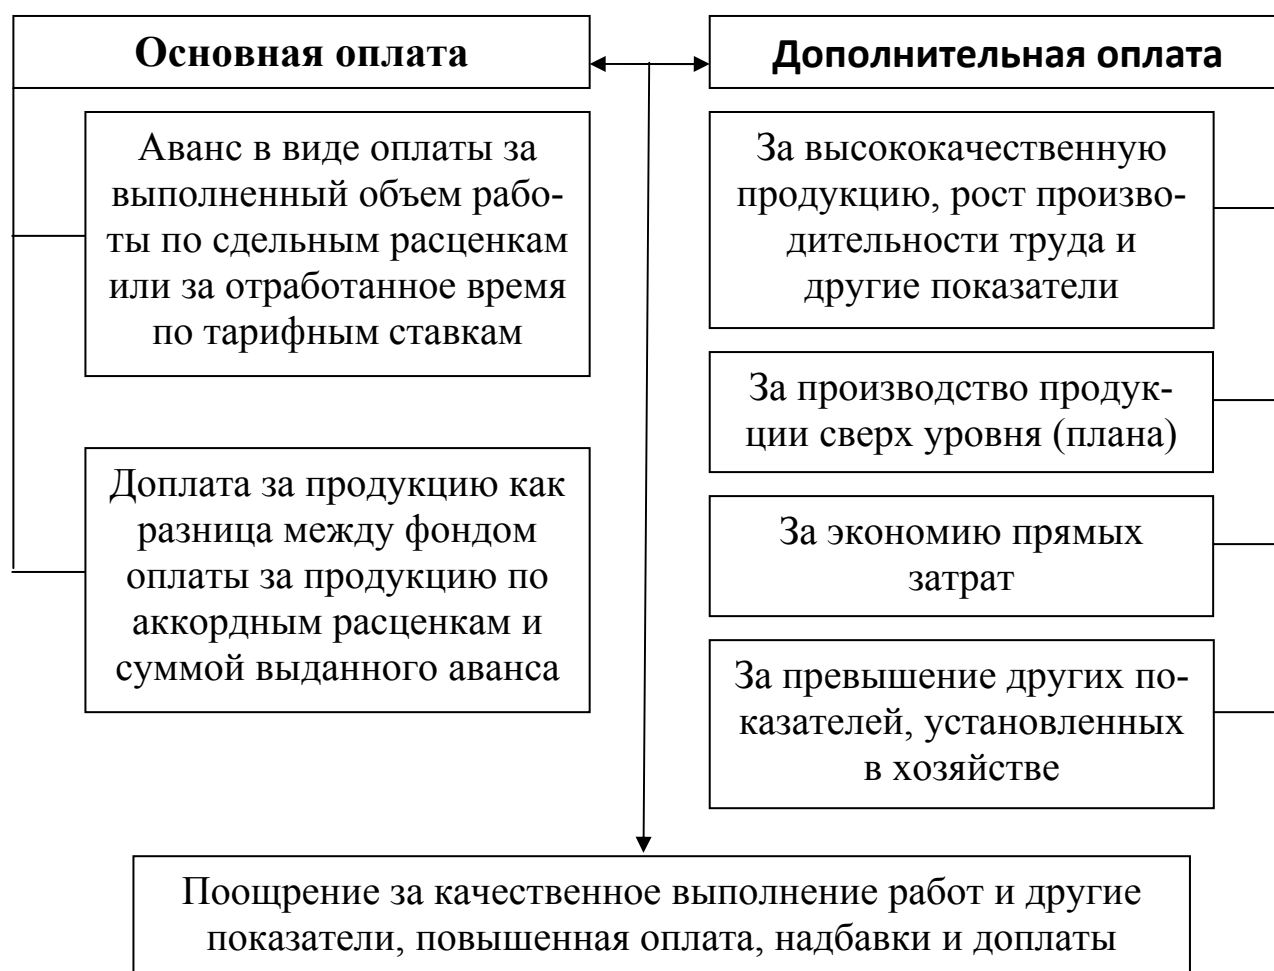 Основная оплата
Дополнительная оплата
Аванс в виде оплаты за
выполненный объем рабо-
ты по сдельным расценкам
или за отработанное время
по тарифным ставкам
Доплата за продукцию как
разница между фондом
оплаты за продукцию по
аккордным расценкам и
суммой выданного аванса
За высококачественную
продукцию, рост произво-
дительности труда и
другие показатели
За производство продук-
ции сверх уровня (плана)
За экономию прямых
затрат
За превышение других по-
казателей, установленных
в хозяйстве
Поощрение за качественное выполнение работ и другие
показатели, повышенная оплата, надбавки и доплаты